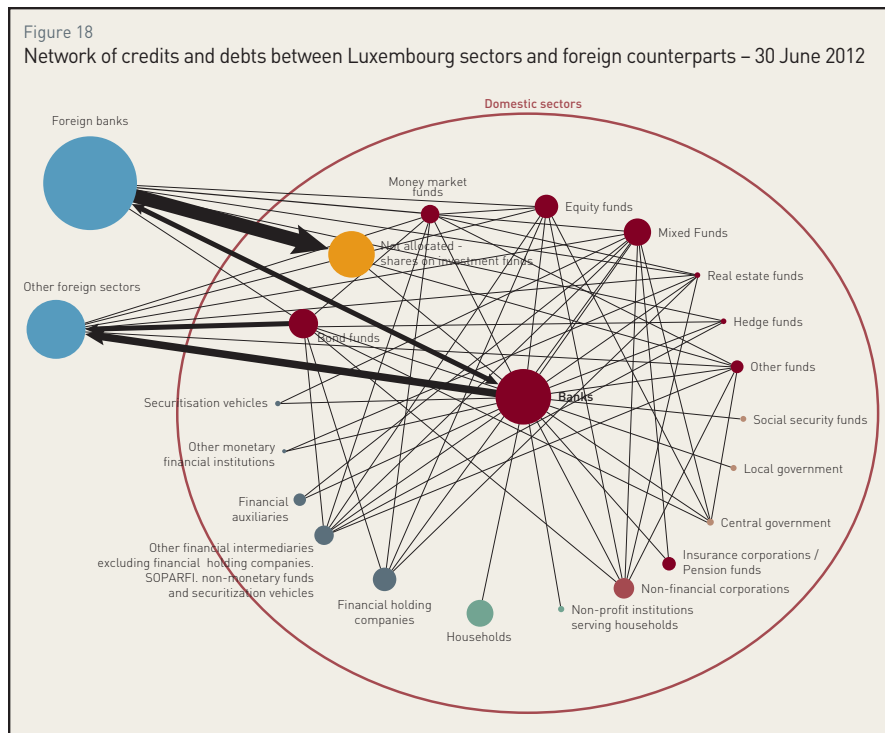 Figure 18
Network of credits and debts between Luxembourg sectors and foreign counterparts – 30 June 2012
Domestic sectors
Foreign banks
Money market
funds
Equity funds
Mixed Funds
Not allocated -
shares on investment funds
Real estate funds
Other foreign sectors
Hedge funds
Bond funds
Other funds
Banks
Securitisation vehicles
Social security funds
Other monetary
financial institutions
Local government
Financial
auxiliaries
Central government
Other financial intermediaries
excluding financial holding companies.
SOPARFI. non-monetary funds
and securitization vehicles
Insurance corporations /
Pension funds
Non-financial corporations
Financial holding
companies
Non-profit institutions
serving households
Households